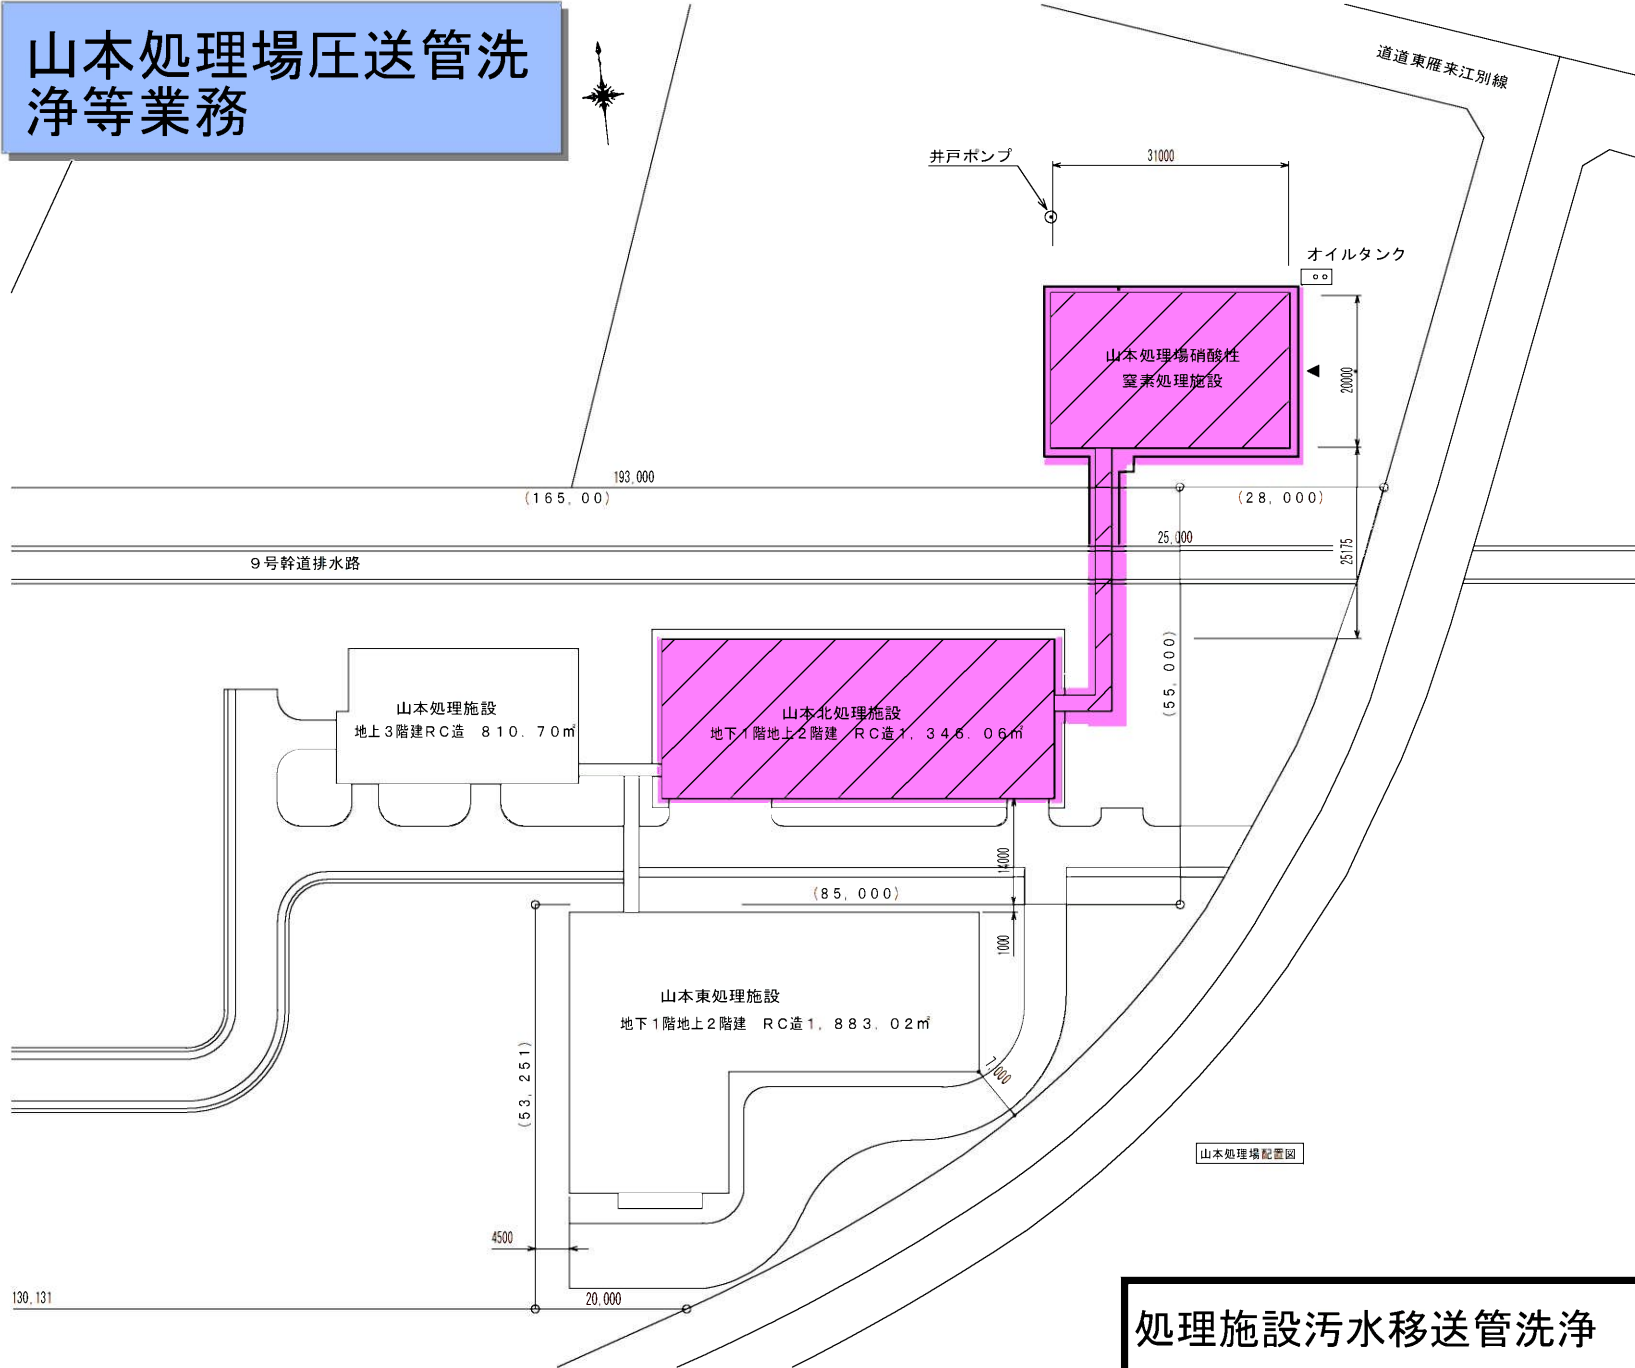 山本処理場圧送管洗
浄等業務
道道東雁来江別線
井戸ポンプ
31000
オイルタンク
山本処理場硝酸性
窒素処理施設
20000
193,000
(165,00)
(28,000)
25,000
25175
9号幹道排水路
(55,000)
山本処理施設
地上3階建RC造 810.70㎡
山本北処理施設
地下1階地上2階建 RC造1,346.06㎡
14000
(85,000)
1000
山本東処理施設
地下1階地上2階建 RC造1,883.02㎡
7,000
(53,251)
山本処理場配置図
4500
130,131
20,000
処理施設汚水移送管洗浄